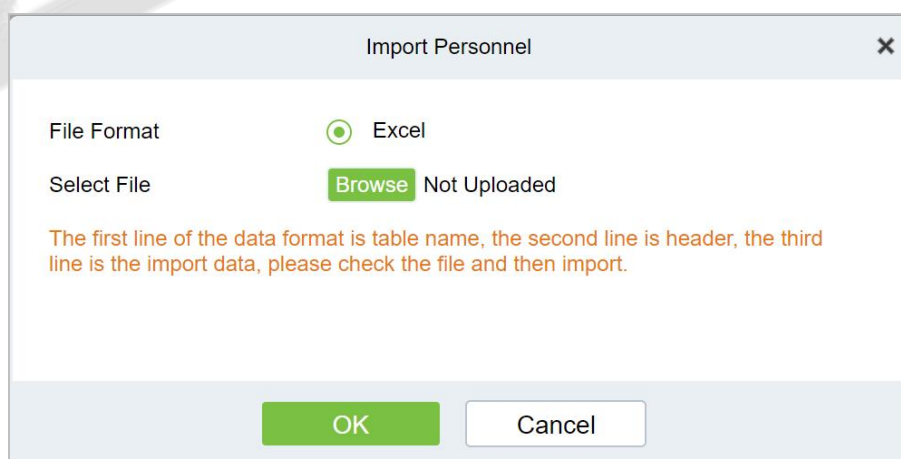 Import Personnel
File Format Excel
Select File Browse Not Uploaded
The first line of the data format is table name, the second line is header, the third
line is the import data, please check the file and then import.
OK Cancel